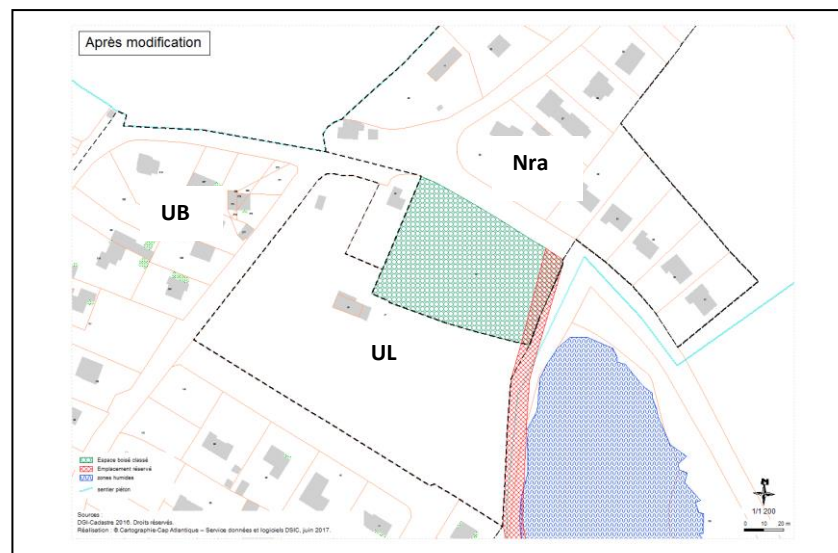 Après modification
Nra
UB
UL
Espace boisé classé
Emplacement réservé
zones humides
sentier piéton
Sources :
DGI-Cadastre 2016. Droits réservés.
Réalisation : B.Cartographie-Cap Atlantique – Service données et logiciels DSIC, juin 2017.
N
1/1 200
0 10 20 m